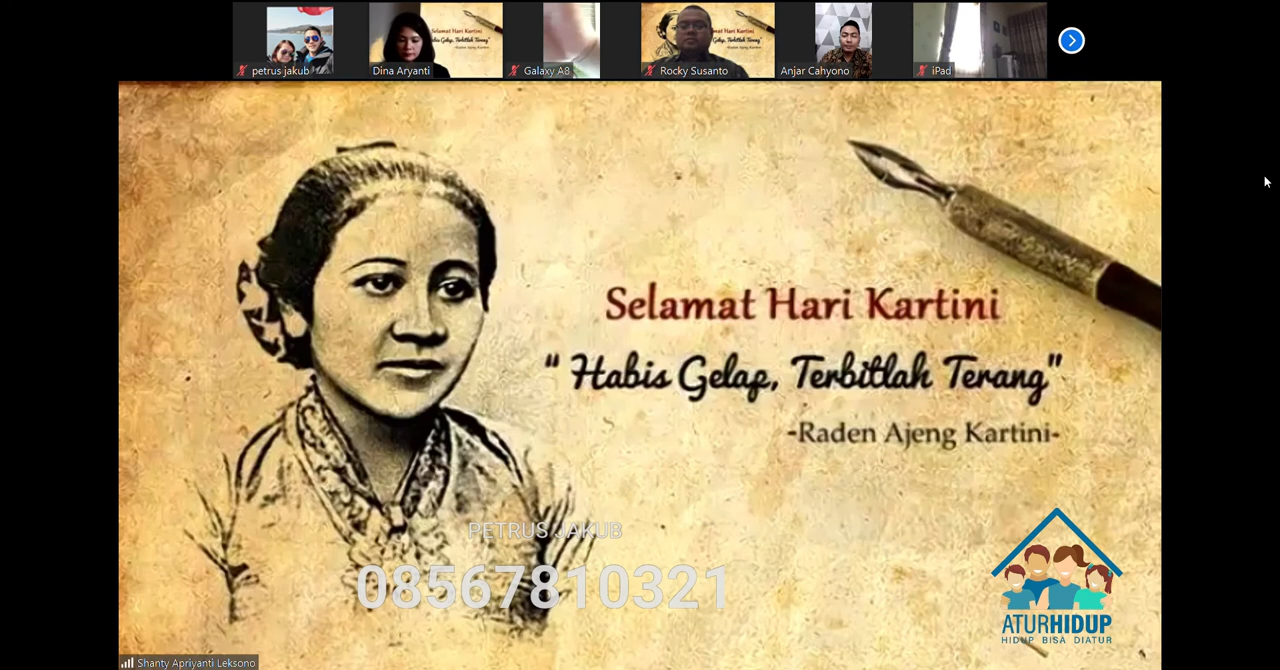 petrus jakub
Dina Aryanti
Galaxy A8
Rocky Susanto
Anjar Cahyono
iPad
Selamat Hari Kartini
" Habis Gelap, Terbitlah Terang"
-Raden Ajeng Kartini-
PETRUS JAKUB
08567810321
ATURHIDUP
HIDUP BISA DIATUR
Shanty Apriyanti Leksono